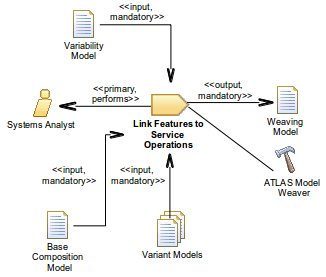 <<input,
mandatory>>
Variability
Model
<<primary,
performs>>
<<output,
mandatory>>
Systems Analyst
Link Features to
Service
Operations
Weaving
Model
<<input,
mandatory>>
<<input,
mandatory>>
ATLAS Model
Weaver
Base
Composition
Model
Variant Models